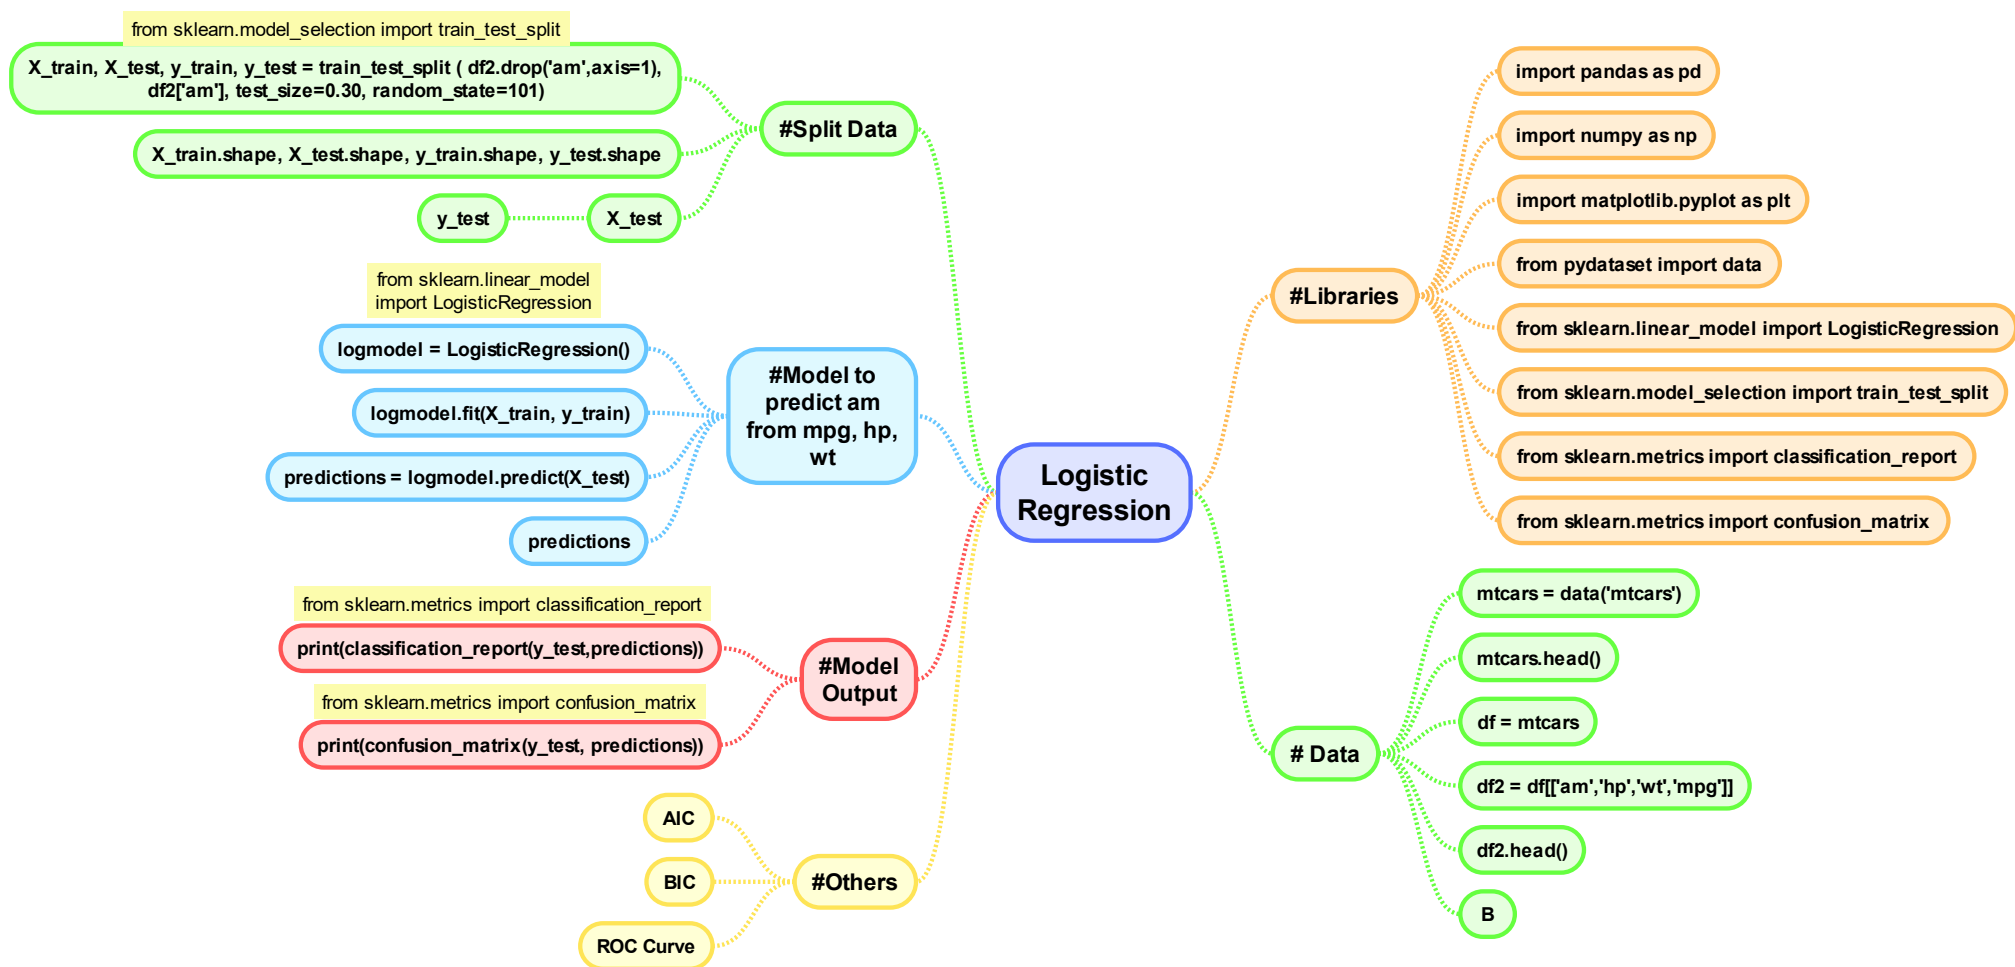 Logistic
Regression
#Libraries
import pandas as pd
import numpy as np
import matplotlib.pyplot as plt
from pydataset import data
from sklearn.linear_model import LogisticRegression
from sklearn.model_selection import train_test_split
from sklearn.metrics import classification_report
from sklearn.metrics import confusion_matrix
# Data
mtcars = data('mtcars')
mtcars.head()
df = mtcars
df2 = df[['am','hp','wt','mpg']]
df2.head()
B
#Split Data
from sklearn.model_selection import train_test_split
X_train, X_test, y_train, y_test = train_test_split ( df2.drop('am',axis=1),
df2['am'], test_size=0.30, random_state=101)
X_train.shape, X_test.shape, y_train.shape, y_test.shape
X_test
y_test
#Model to
predict am
from mpg, hp,
wt
from sklearn.linear_model
import LogisticRegression
logmodel = LogisticRegression()
logmodel.fit(X_train, y_train)
predictions = logmodel.predict(X_test)
predictions
#Model
Output
from sklearn.metrics import classification_report
print(classification_report(y_test,predictions))
from sklearn.metrics import confusion_matrix
print(confusion_matrix(y_test, predictions))
#Others
AIC
BIC
ROC Curve